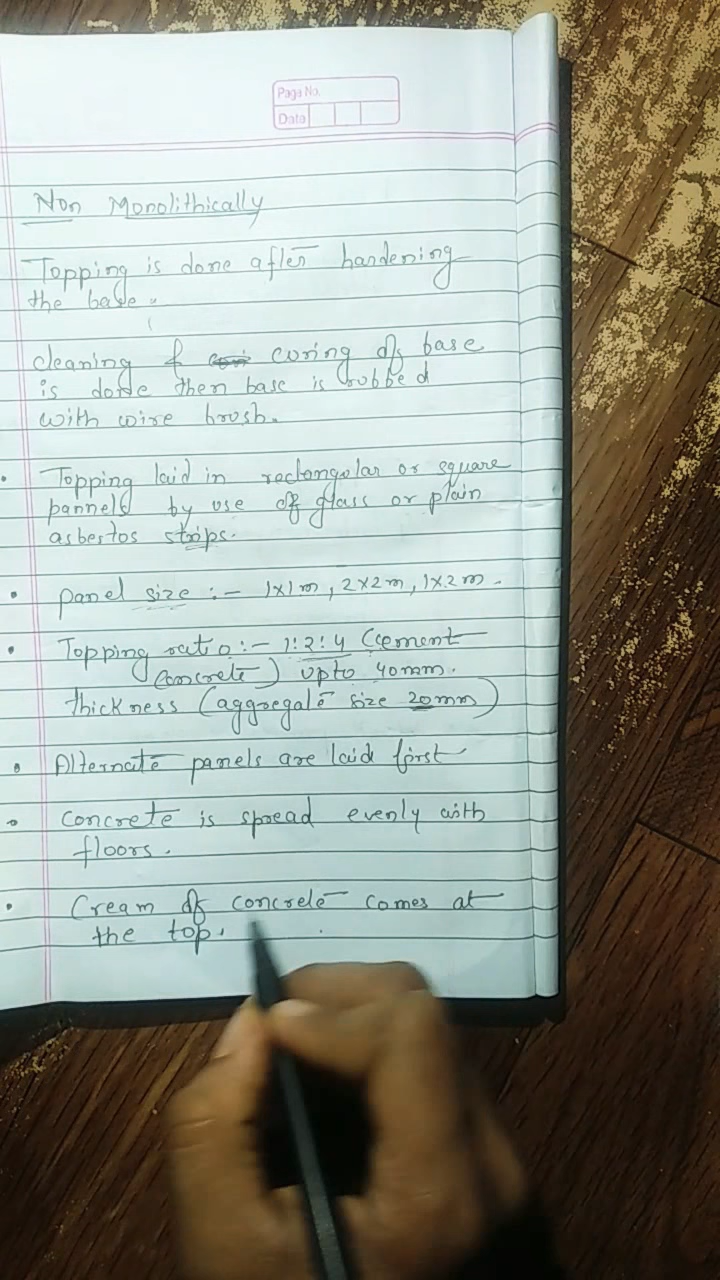 Page No.
Date
Non Monolithically
Topping is done after hardening
the base.
cleaning & curing of base
is done then base is rubbed
with wire brush.
Topping laid in rectangular or square
pannels by use of glass or plain
asbestos strips.
panel size :- 1x1m, 2x2m, 1x2m.
Topping ratio :- 1:2:4 (cement
concrete) upto 40mm.
thickness (aggregate size 20mm)
Alternate panels are laid first
concrete is spread evenly with
floors.
Cream of concrete comes at
the top.